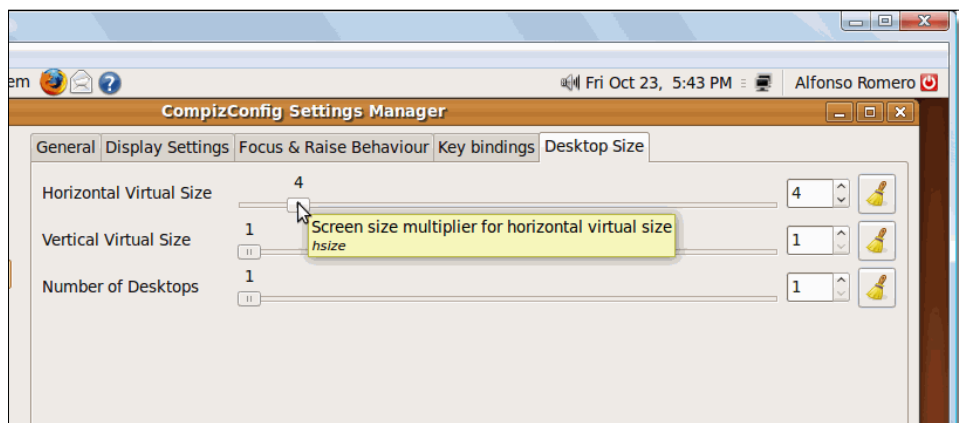 em Fri Oct 23, 5:43 PM Alfonso Romero
CompizConfig Settings Manager
General Display Settings Focus & Raise Behaviour Key bindings Desktop Size
4
Horizontal Virtual Size 4
Screen size multiplier for horizontal virtual size
hsize
1
Vertical Virtual Size 1
1
Number of Desktops 1